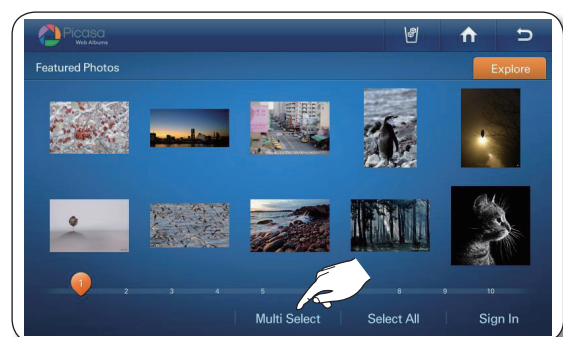 Picasa
Web Albums
Featured Photos
Explore
1 2 3 4 5 8 9 10
Multi Select
Select All
Sign In